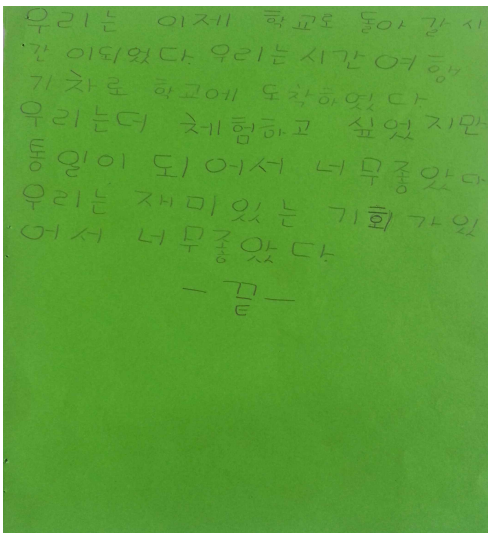 우리는 이제 학교로 돌아 갈 시
간 이되었다. 우리는 시간 여행
기차로 학교에 도착하였다
우리는더 체험하고 싶었지만
통일이 되어서 너무좋았다
우리는 재미있는 기회가있
어서 너무좋았다.
- 끝 -